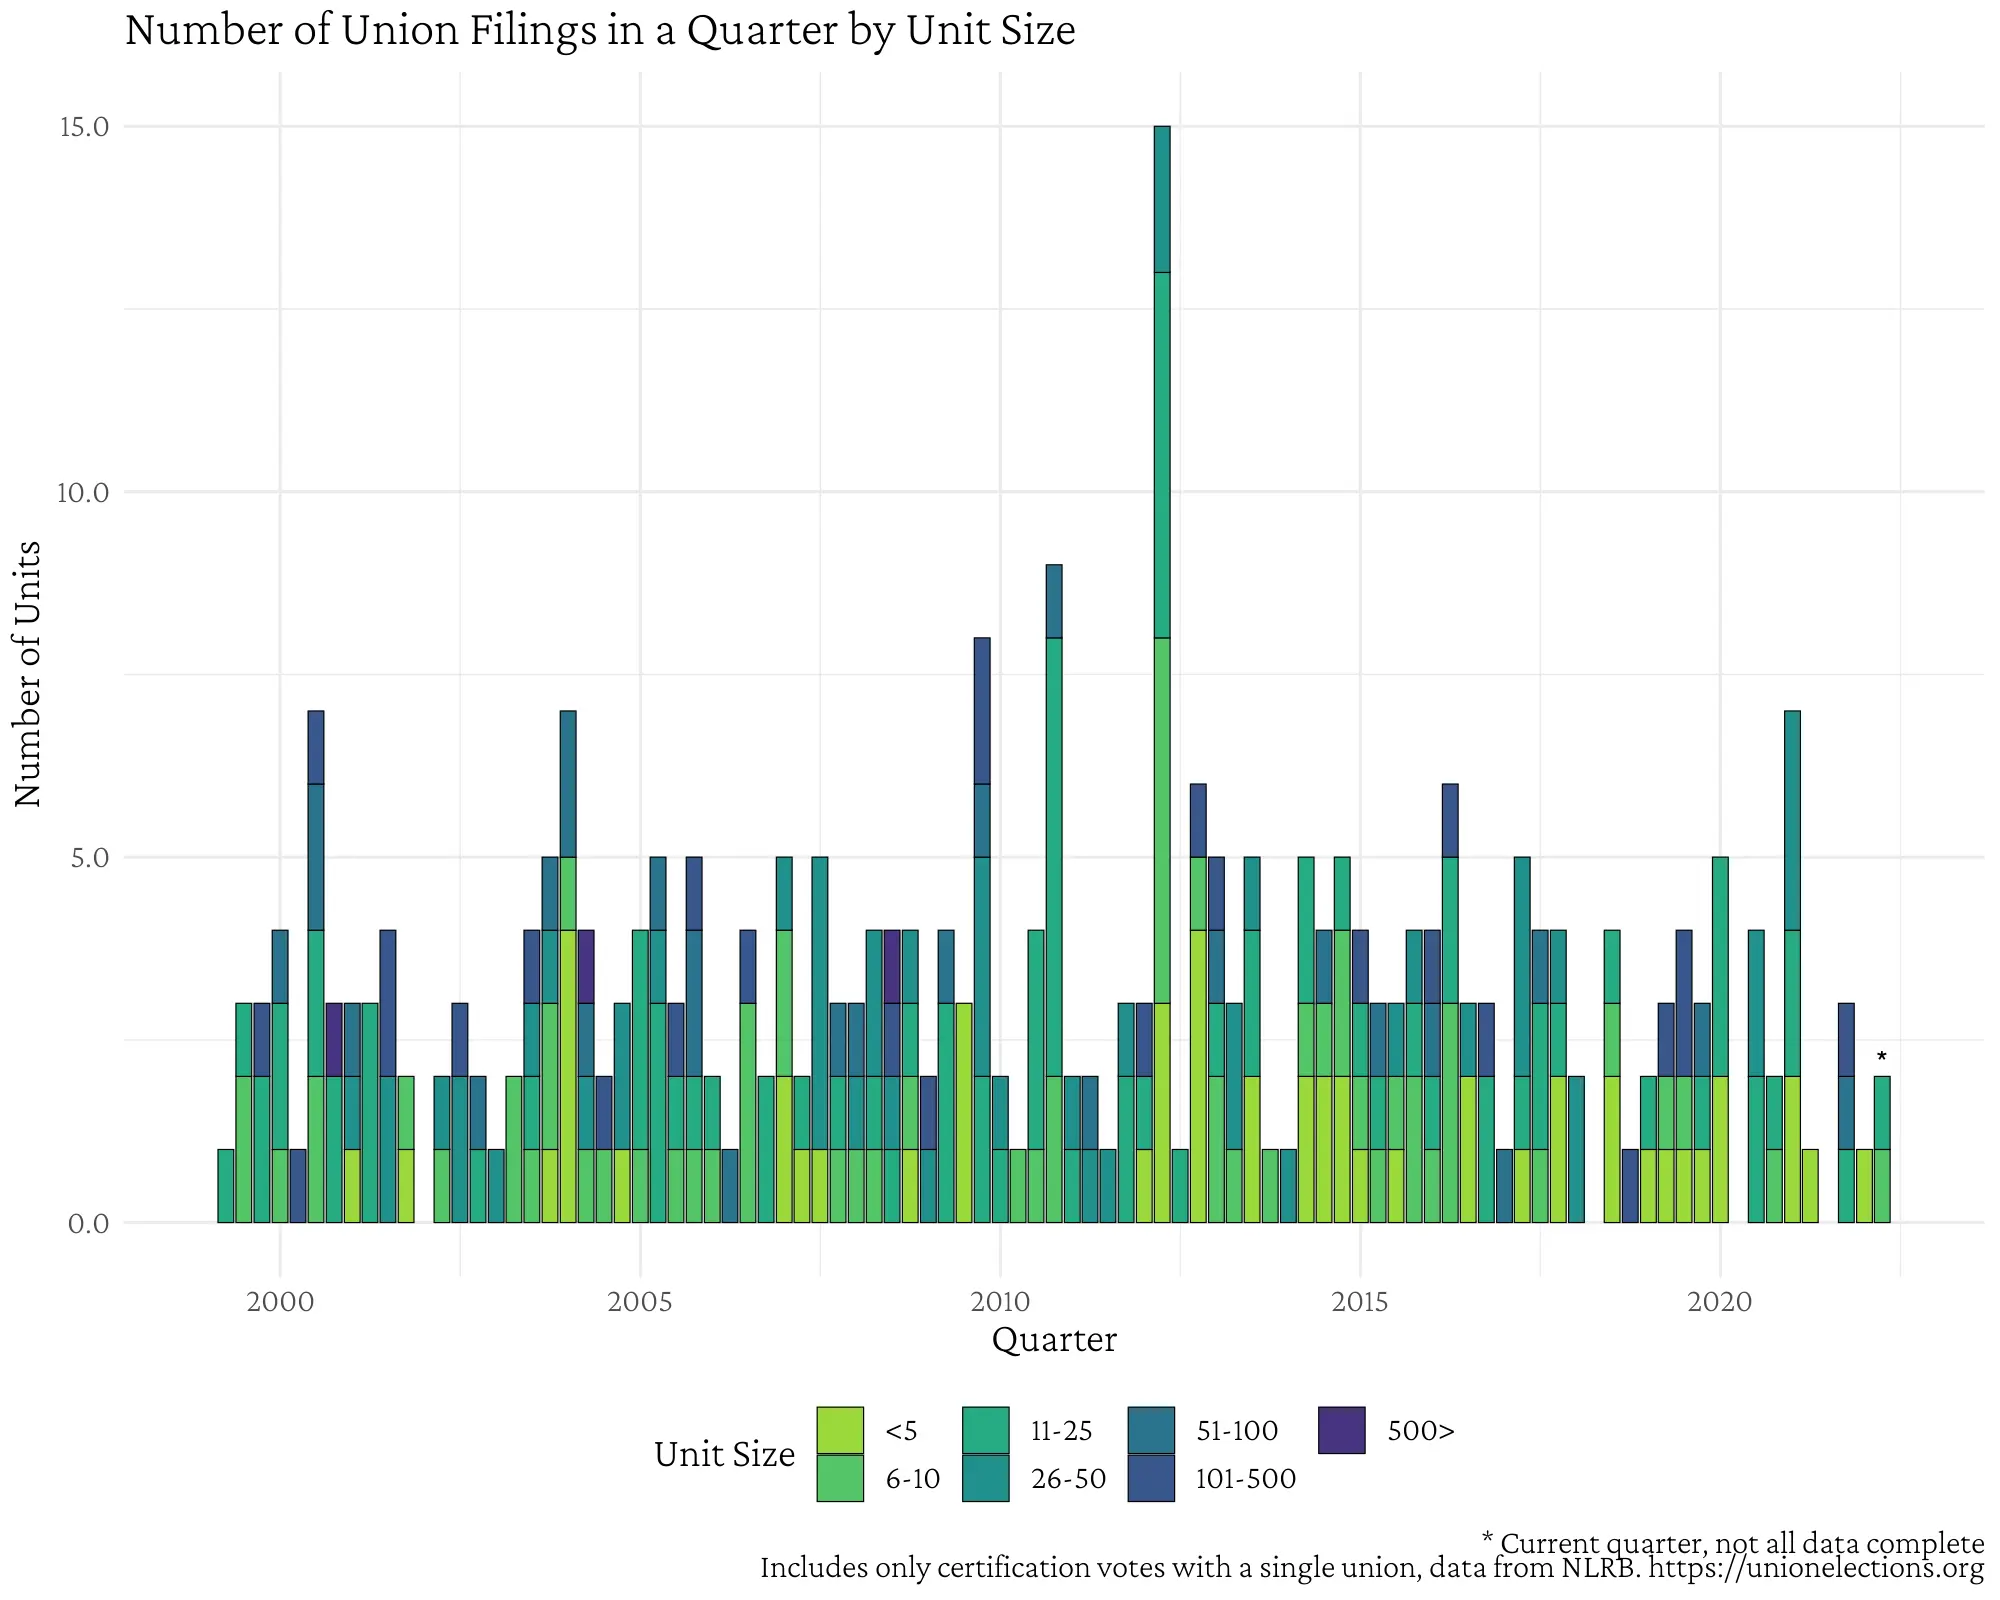 Number of Union Filings in a Quarter by Unit Size
15.0
10.0
5.0
0.0
Number of Units
*
2000 2005 2010 2015 2020
Quarter
Unit Size
<5 11-25 51-100 500>
6-10 26-50 101-500
* Current quarter, not all data complete
Includes only certification votes with a single union, data from NLRB. https://unionelections.org